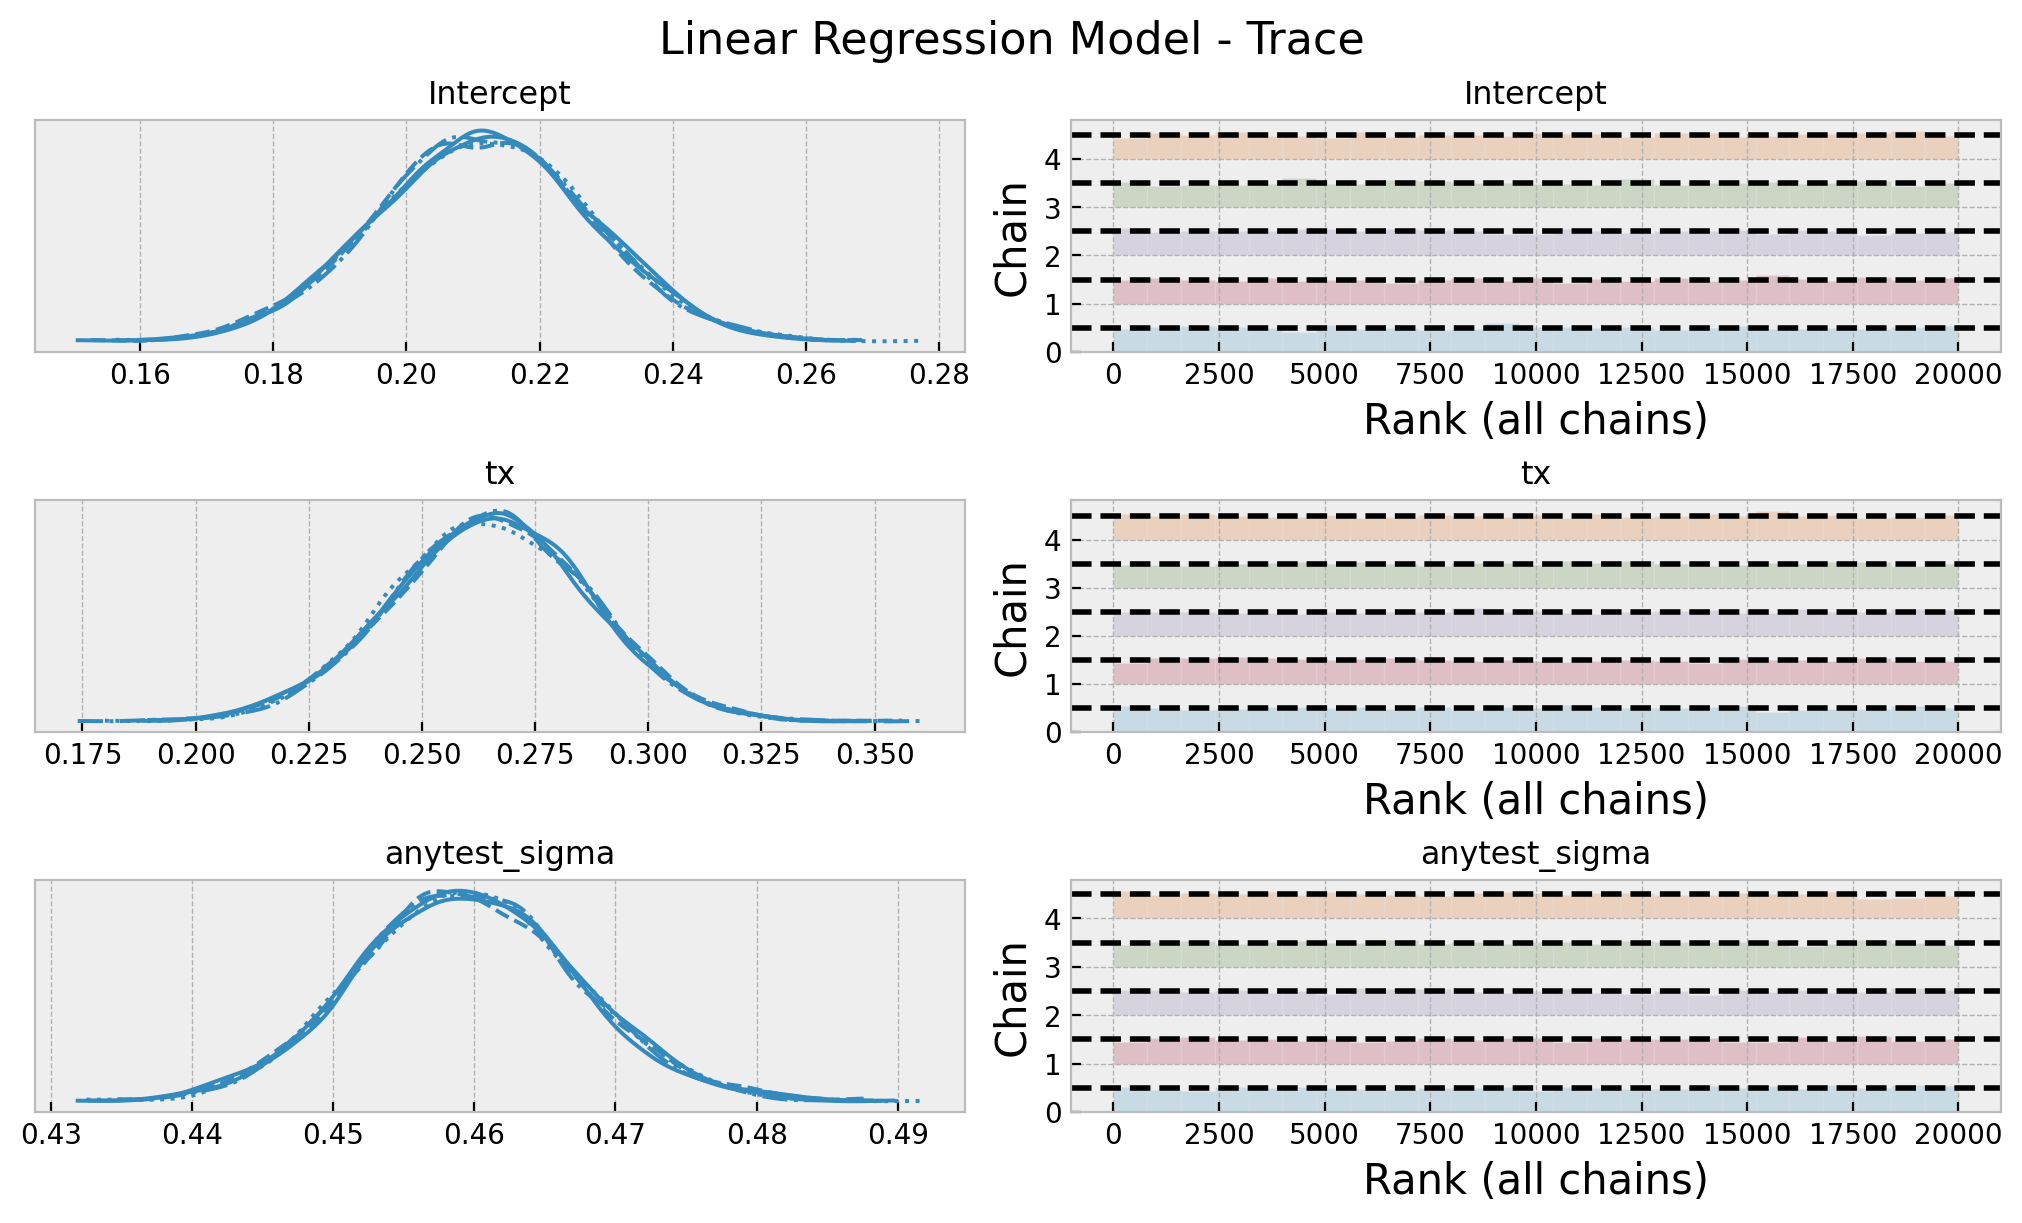 Linear Regression Model - Trace
Intercept
0.16 0.18 0.20 0.22 0.24 0.26 0.28
Intercept
Chain
4
3
2
1
0
0 2500 5000 7500 10000 12500 15000 17500 20000
Rank (all chains)
tx
0.175 0.200 0.225 0.250 0.275 0.300 0.325 0.350
tx
Chain
4
3
2
1
0
0 2500 5000 7500 10000 12500 15000 17500 20000
Rank (all chains)
anytest_sigma
0.43 0.44 0.45 0.46 0.47 0.48 0.49
anytest_sigma
Chain
4
3
2
1
0
0 2500 5000 7500 10000 12500 15000 17500 20000
Rank (all chains)